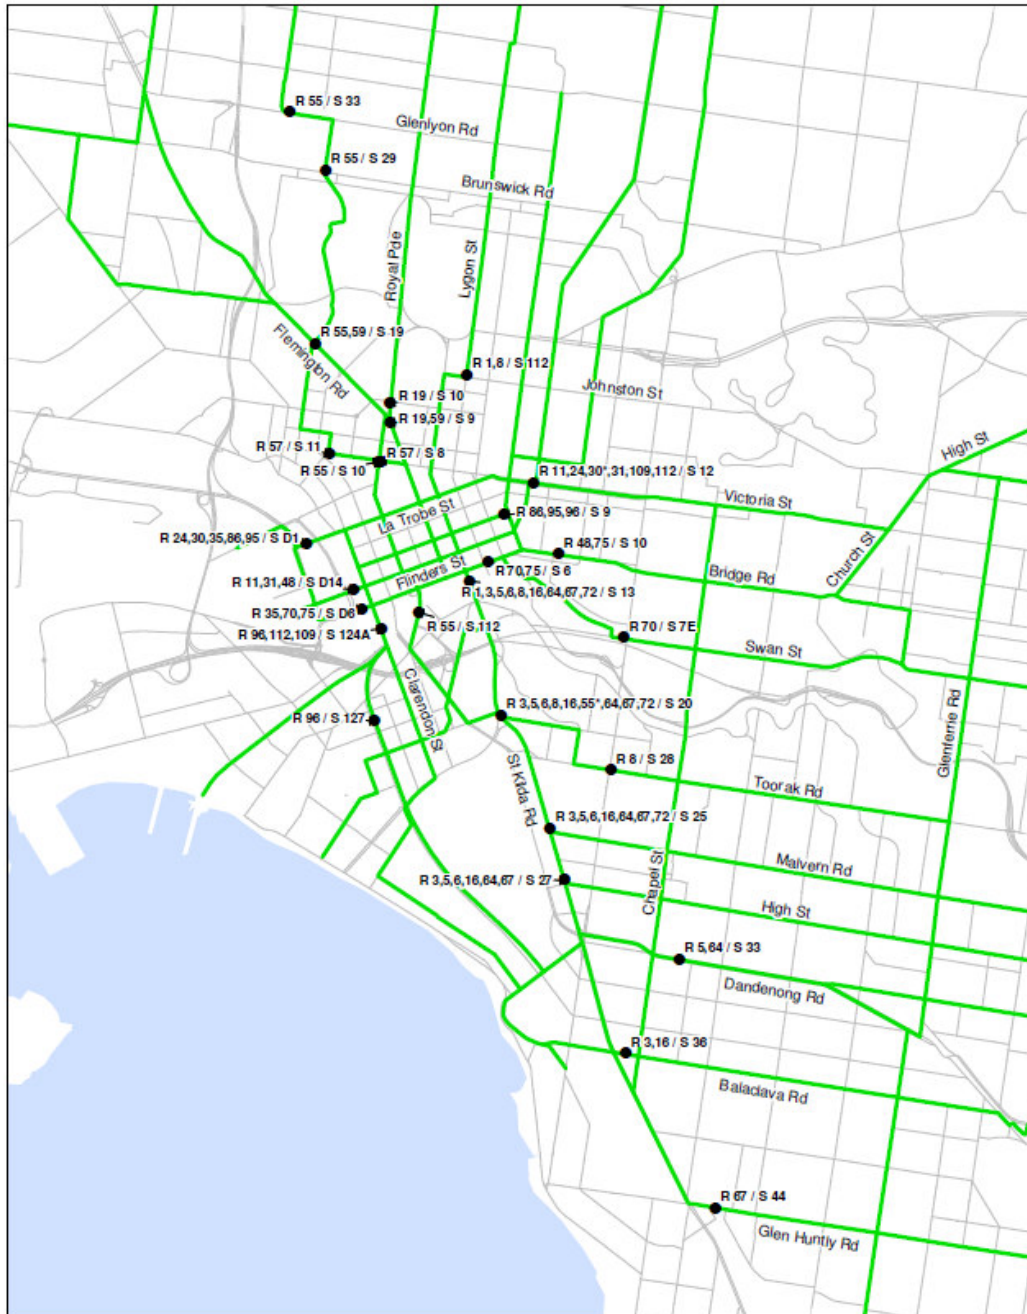 R 55 / S 33
Glenlyon Rd
R 55 / S 29
Brunswick Rd
Royal Pde
Lygon St
R 55,59 / S 19
Flemington Rd
R 1,8 / S 112
Johnston St
R 19 / S 10
R 19,59 / S 9
High St
R 57 / S 11
R 57 / S 8
R 55 / S 10
R 11,24,30*,31,109,112 / S 12
Victoria St
La Trobe St
R 86,95,96 / S 9
R 24,30,35,86,95 / S D1
R 48,75 / S 10
Church St
Flinders St
R 70,75 / S 6
Bridge Rd
R 11,31,48 / S D14
R 1,3,5,6,8,16,64,67,72 / S 13
R 35,70,75 / S D6
R 55 / S 112
R 70 / S 7E
R 96,112,109 / S 124A
Swan St
Clarendon St
R 3,5,6,8,16,55*,64,67,72 / S 20
R 96 / S 127
Glenferrie Rd
R 8 / S 28
St Kilda Rd
Toorak Rd
R 3,5,6,16,64,67,72 / S 25
Malvern Rd
R 3,5,6,16,64,67 / S 27
Chapel St
High St
R 5,64 / S 33
Dandenong Rd
R 3,16 / S 36
Balaclava Rd
R 67 / S 44
Glen Huntly Rd